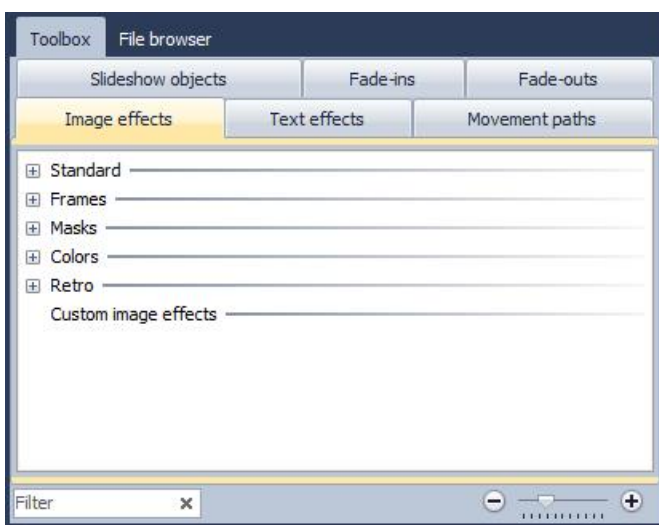 Toolbox File browser
Slideshow objects Fade-ins Fade-outs
Image effects Text effects Movement paths
Standard
Frames
Masks
Colors
Retro
Custom image effects
Filter